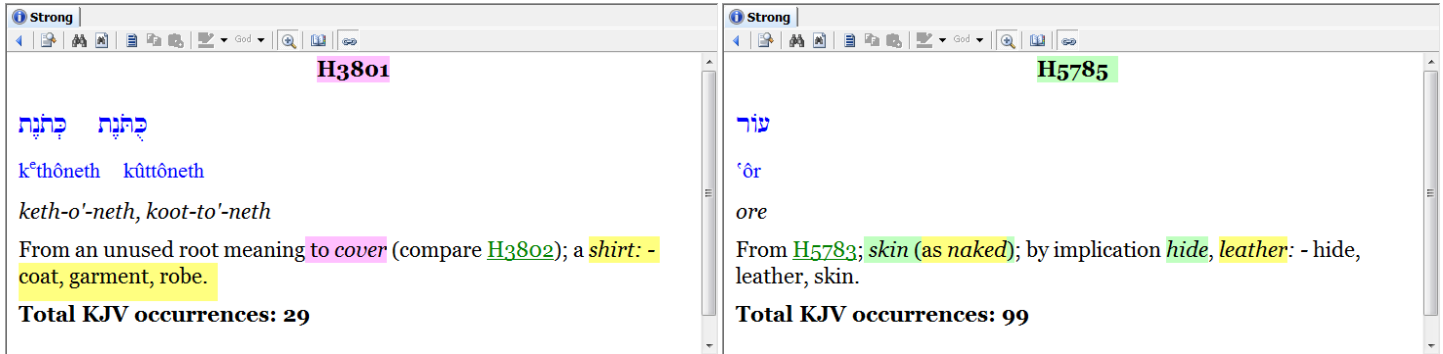 Strong
God
H3801
כְּתֹנֶת כֻּתֹּנֶת
kᵉthôneth kûttôneth
keth-o'-neth, koot-to'-neth
From an unused root meaning to cover (compare H3802); a shirt: -
coat, garment, robe.
Total KJV occurrences: 29
Strong
God
H5785
עוֹר
‛ôr
ore
From H5783; skin (as naked); by implication hide, leather: - hide,
leather, skin.
Total KJV occurrences: 99